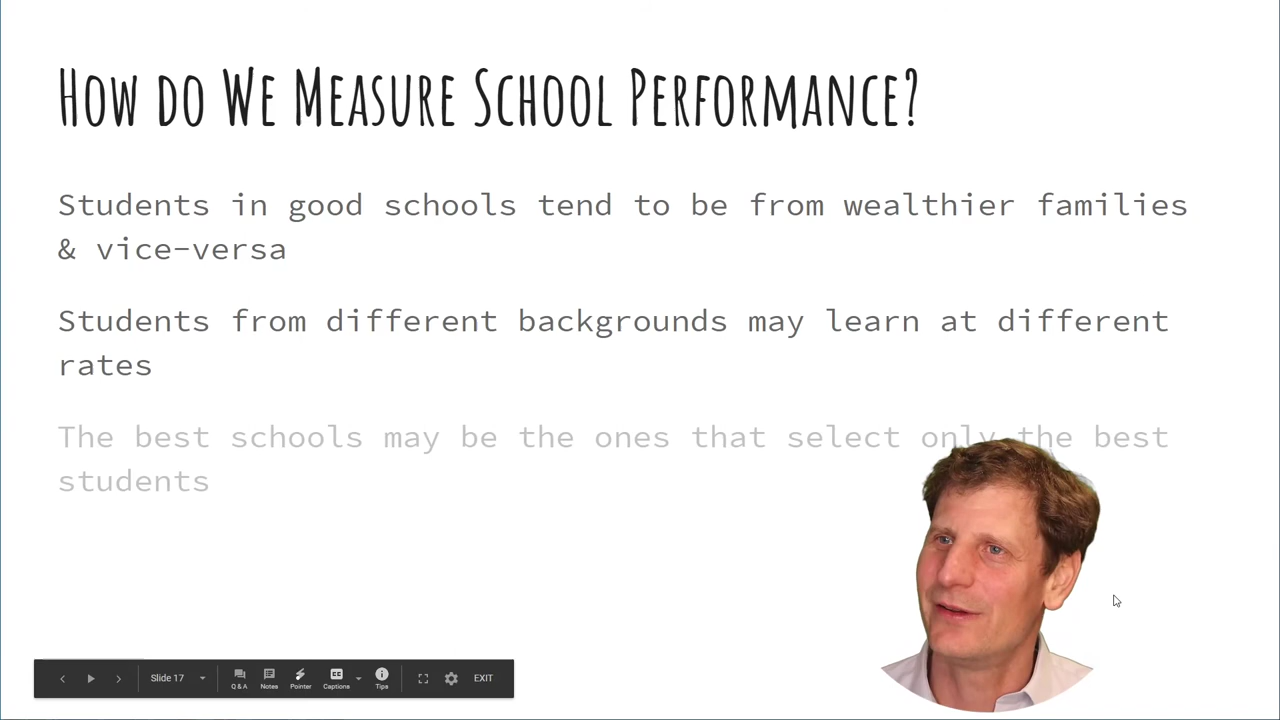 How do We Measure School Performance?
Students in good schools tend to be from wealthier families
& vice-versa
Students from different backgrounds may learn at different
rates
The best schools may be the ones that select only the best
students
Slide 17
Q & A
Notes
Pointer
Captions
Tips
EXIT